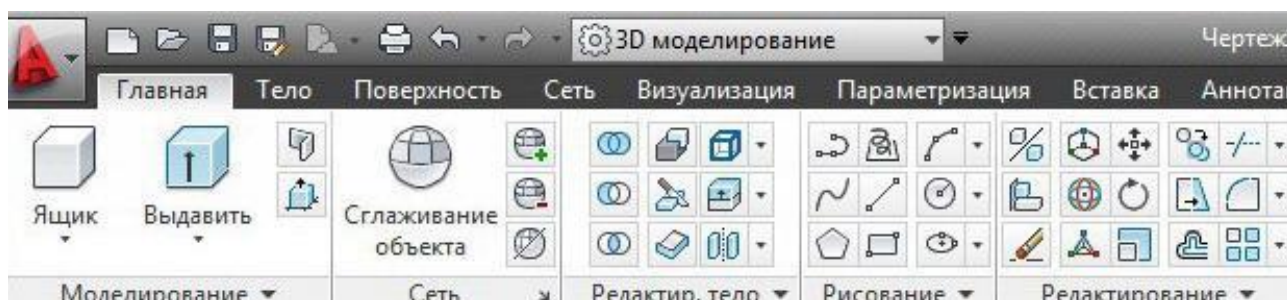 3D моделирование
Чертеж
Главная Тело Поверхность Сеть Визуализация Параметризация Вставка Аннота
Ящик Выдавить Сглаживание объекта
Моделирование Сеть Редактир. тело Рисование Редактирование